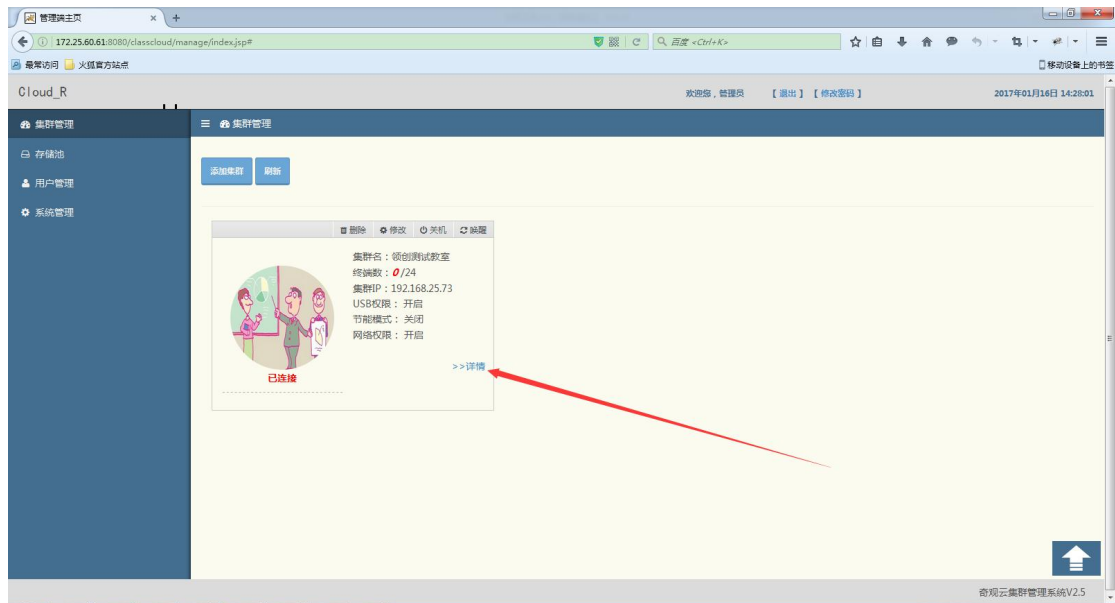 管理端主页
172.25.60.61:8080/classcloud/manage/index.jsp#
百度 <Ctrl+K>
最常访问 火狐官方站点 移动设备上的书签
Cloud_R 欢迎您，管理员 【 退出 】 【 修改密码 】 2017年01月16日 14:28:01
集群管理
存储池
用户管理
系统管理
集群管理
添加集群 刷新
删除 修改 关机 唤醒
集群名：领创测试教室
终端数：0/24
集群IP：192.168.25.73
USB权限： 开启
节能模式： 关闭
网络权限： 开启
>>详情
已连接
奇观云集群管理系统V2.5